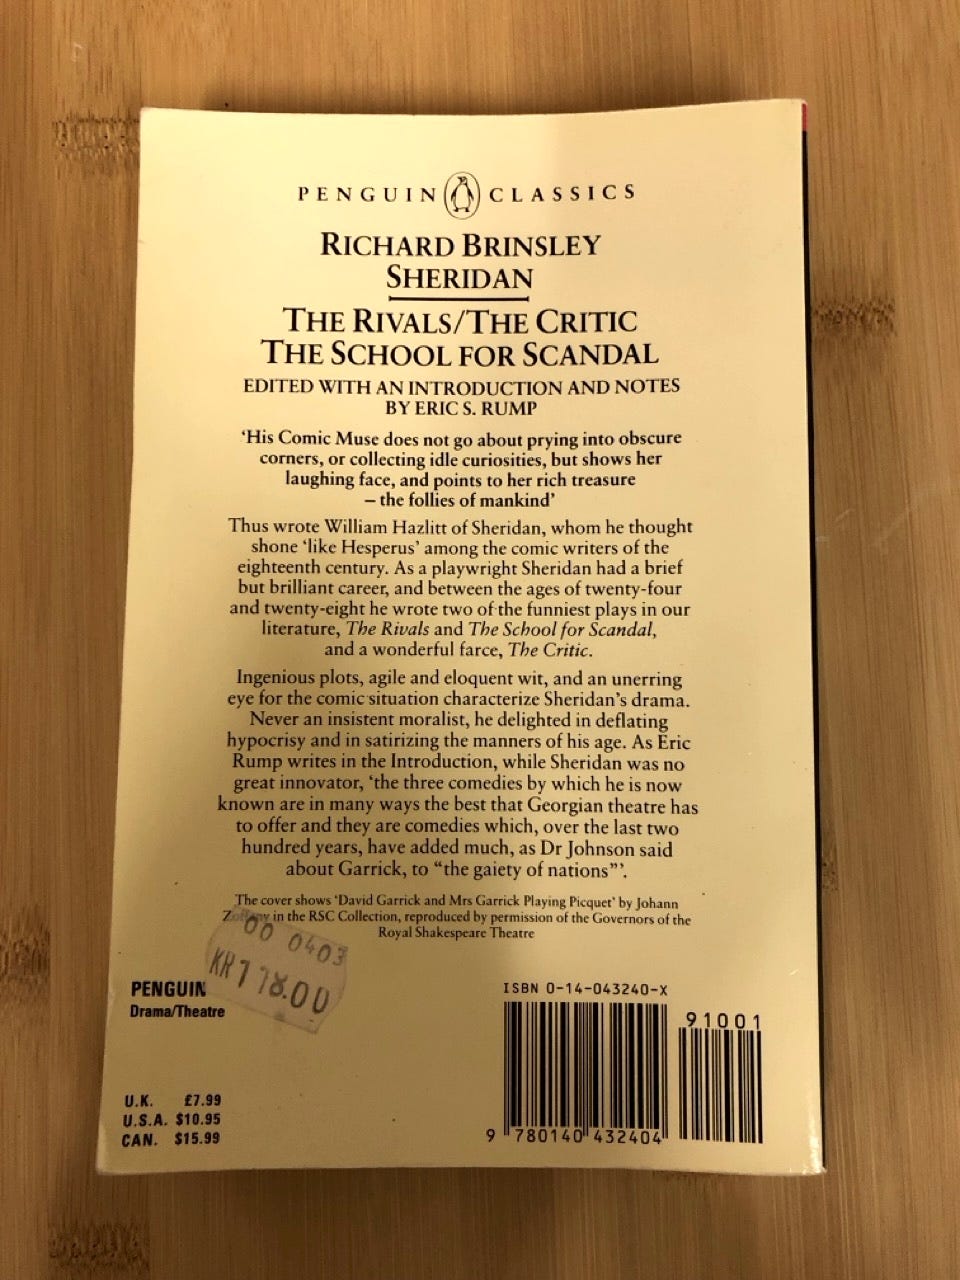 PENGUIN CLASSICS
RICHARD BRINSLEY
SHERIDAN
THE RIVALS/THE CRITIC
THE SCHOOL FOR SCANDAL
EDITED WITH AN INTRODUCTION AND NOTES
BY ERIC S. RUMP
‘His Comic Muse does not go about prying into obscure
corners, or collecting idle curiosities, but shows her
laughing face, and points to her rich treasure
– the follies of mankind’
Thus wrote William Hazlitt of Sheridan, whom he thought
shone ‘like Hesperus’ among the comic writers of the
eighteenth century. As a playwright Sheridan had a brief
but brilliant career, and between the ages of twenty-four
and twenty-eight he wrote two of the funniest plays in our
literature, The Rivals and The School for Scandal,
and a wonderful farce, The Critic.
Ingenious plots, agile and eloquent wit, and an unerring
eye for the comic situation characterize Sheridan’s drama.
Never an insistent moralist, he delighted in deflating
hypocrisy and in satirizing the manners of his age. As Eric
Rump writes in the Introduction, while Sheridan was no
great innovator, ‘the three comedies by which he is now
known are in many ways the best that Georgian theatre has
to offer and they are comedies which, over the last two
hundred years, have added much, as Dr Johnson said
about Garrick, to “the gaiety of nations”’.
The cover shows ‘David Garrick and Mrs Garrick Playing Picquet’ by Johann
in the RSC Collection, reproduced by permission of the Governors of the
Royal Shakespeare Theatre
00 0403
KR118.00
PENGUIN
Drama/Theatre
U.K. £7.99
U.S.A. $10.95
CAN. $15.99
ISBN 0-14-043240-X
91001
9 780140 432404